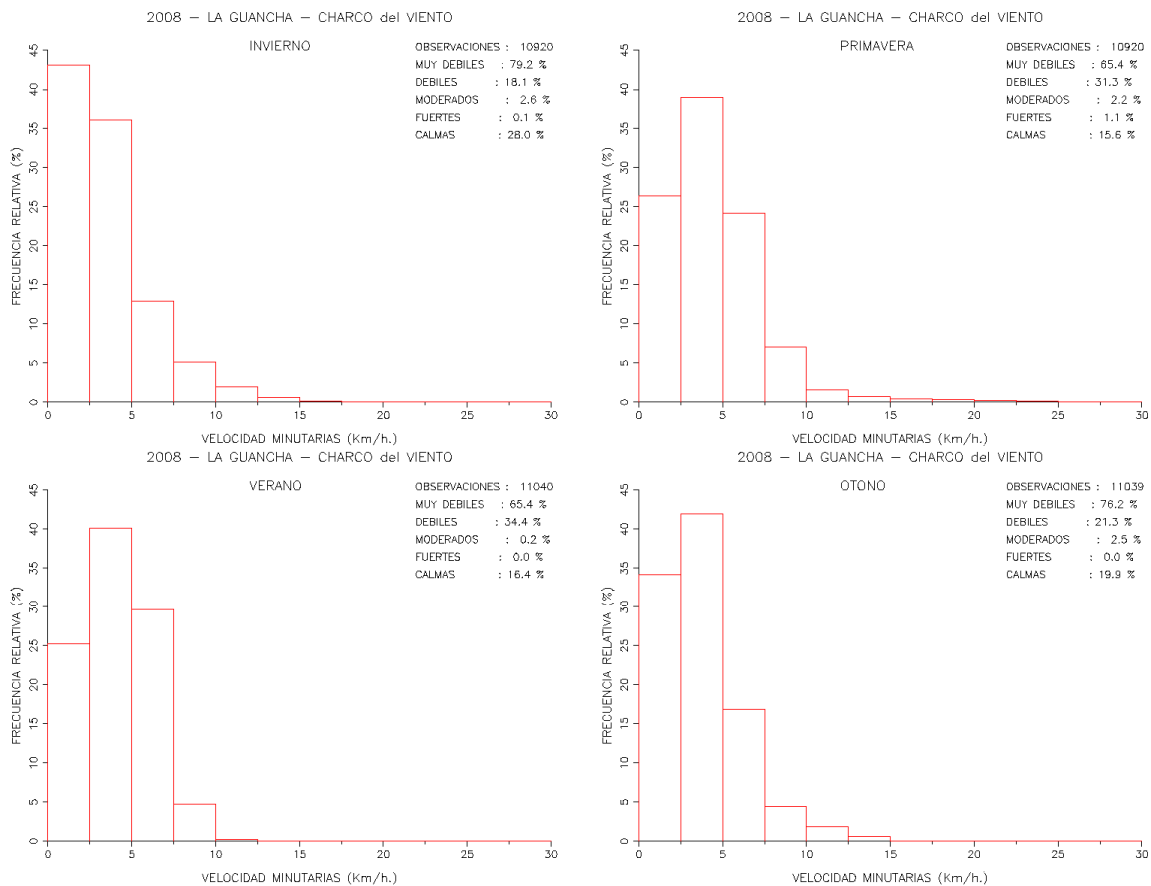 2008 – LA GUANCHA – CHARCO del VIENTO
INVIERNO
OBSERVACIONES : 10920
MUY DEBILES : 79.2 %
DEBILES : 18.1 %
MODERADOS : 2.6 %
FUERTES : 0.1 %
CALMAS : 28.0 %
FRECUENCIA RELATIVA (%)
45
40
35
30
25
20
15
10
5
0
0 5 10 15 20 25 30
VELOCIDAD MINUTARIAS (Km/h.)
2008 – LA GUANCHA – CHARCO del VIENTO
PRIMAVERA
OBSERVACIONES : 10920
MUY DEBILES : 65.4 %
DEBILES : 31.3 %
MODERADOS : 2.2 %
FUERTES : 1.1 %
CALMAS : 15.6 %
FRECUENCIA RELATIVA (%)
45
40
35
30
25
20
15
10
5
0
0 5 10 15 20 25 30
VELOCIDAD MINUTARIAS (Km/h.)
2008 – LA GUANCHA – CHARCO del VIENTO
VERANO
OBSERVACIONES : 11040
MUY DEBILES : 65.4 %
DEBILES : 34.4 %
MODERADOS : 0.2 %
FUERTES : 0.0 %
CALMAS : 16.4 %
FRECUENCIA RELATIVA (%)
45
40
35
30
25
20
15
10
5
0
0 5 10 15 20 25 30
VELOCIDAD MINUTARIAS (Km/h.)
2008 – LA GUANCHA – CHARCO del VIENTO
OTONO
OBSERVACIONES : 11039
MUY DEBILES : 76.2 %
DEBILES : 21.3 %
MODERADOS : 2.5 %
FUERTES : 0.0 %
CALMAS : 19.9 %
FRECUENCIA RELATIVA (%)
45
40
35
30
25
20
15
10
5
0
0 5 10 15 20 25 30
VELOCIDAD MINUTARIAS (Km/h.)